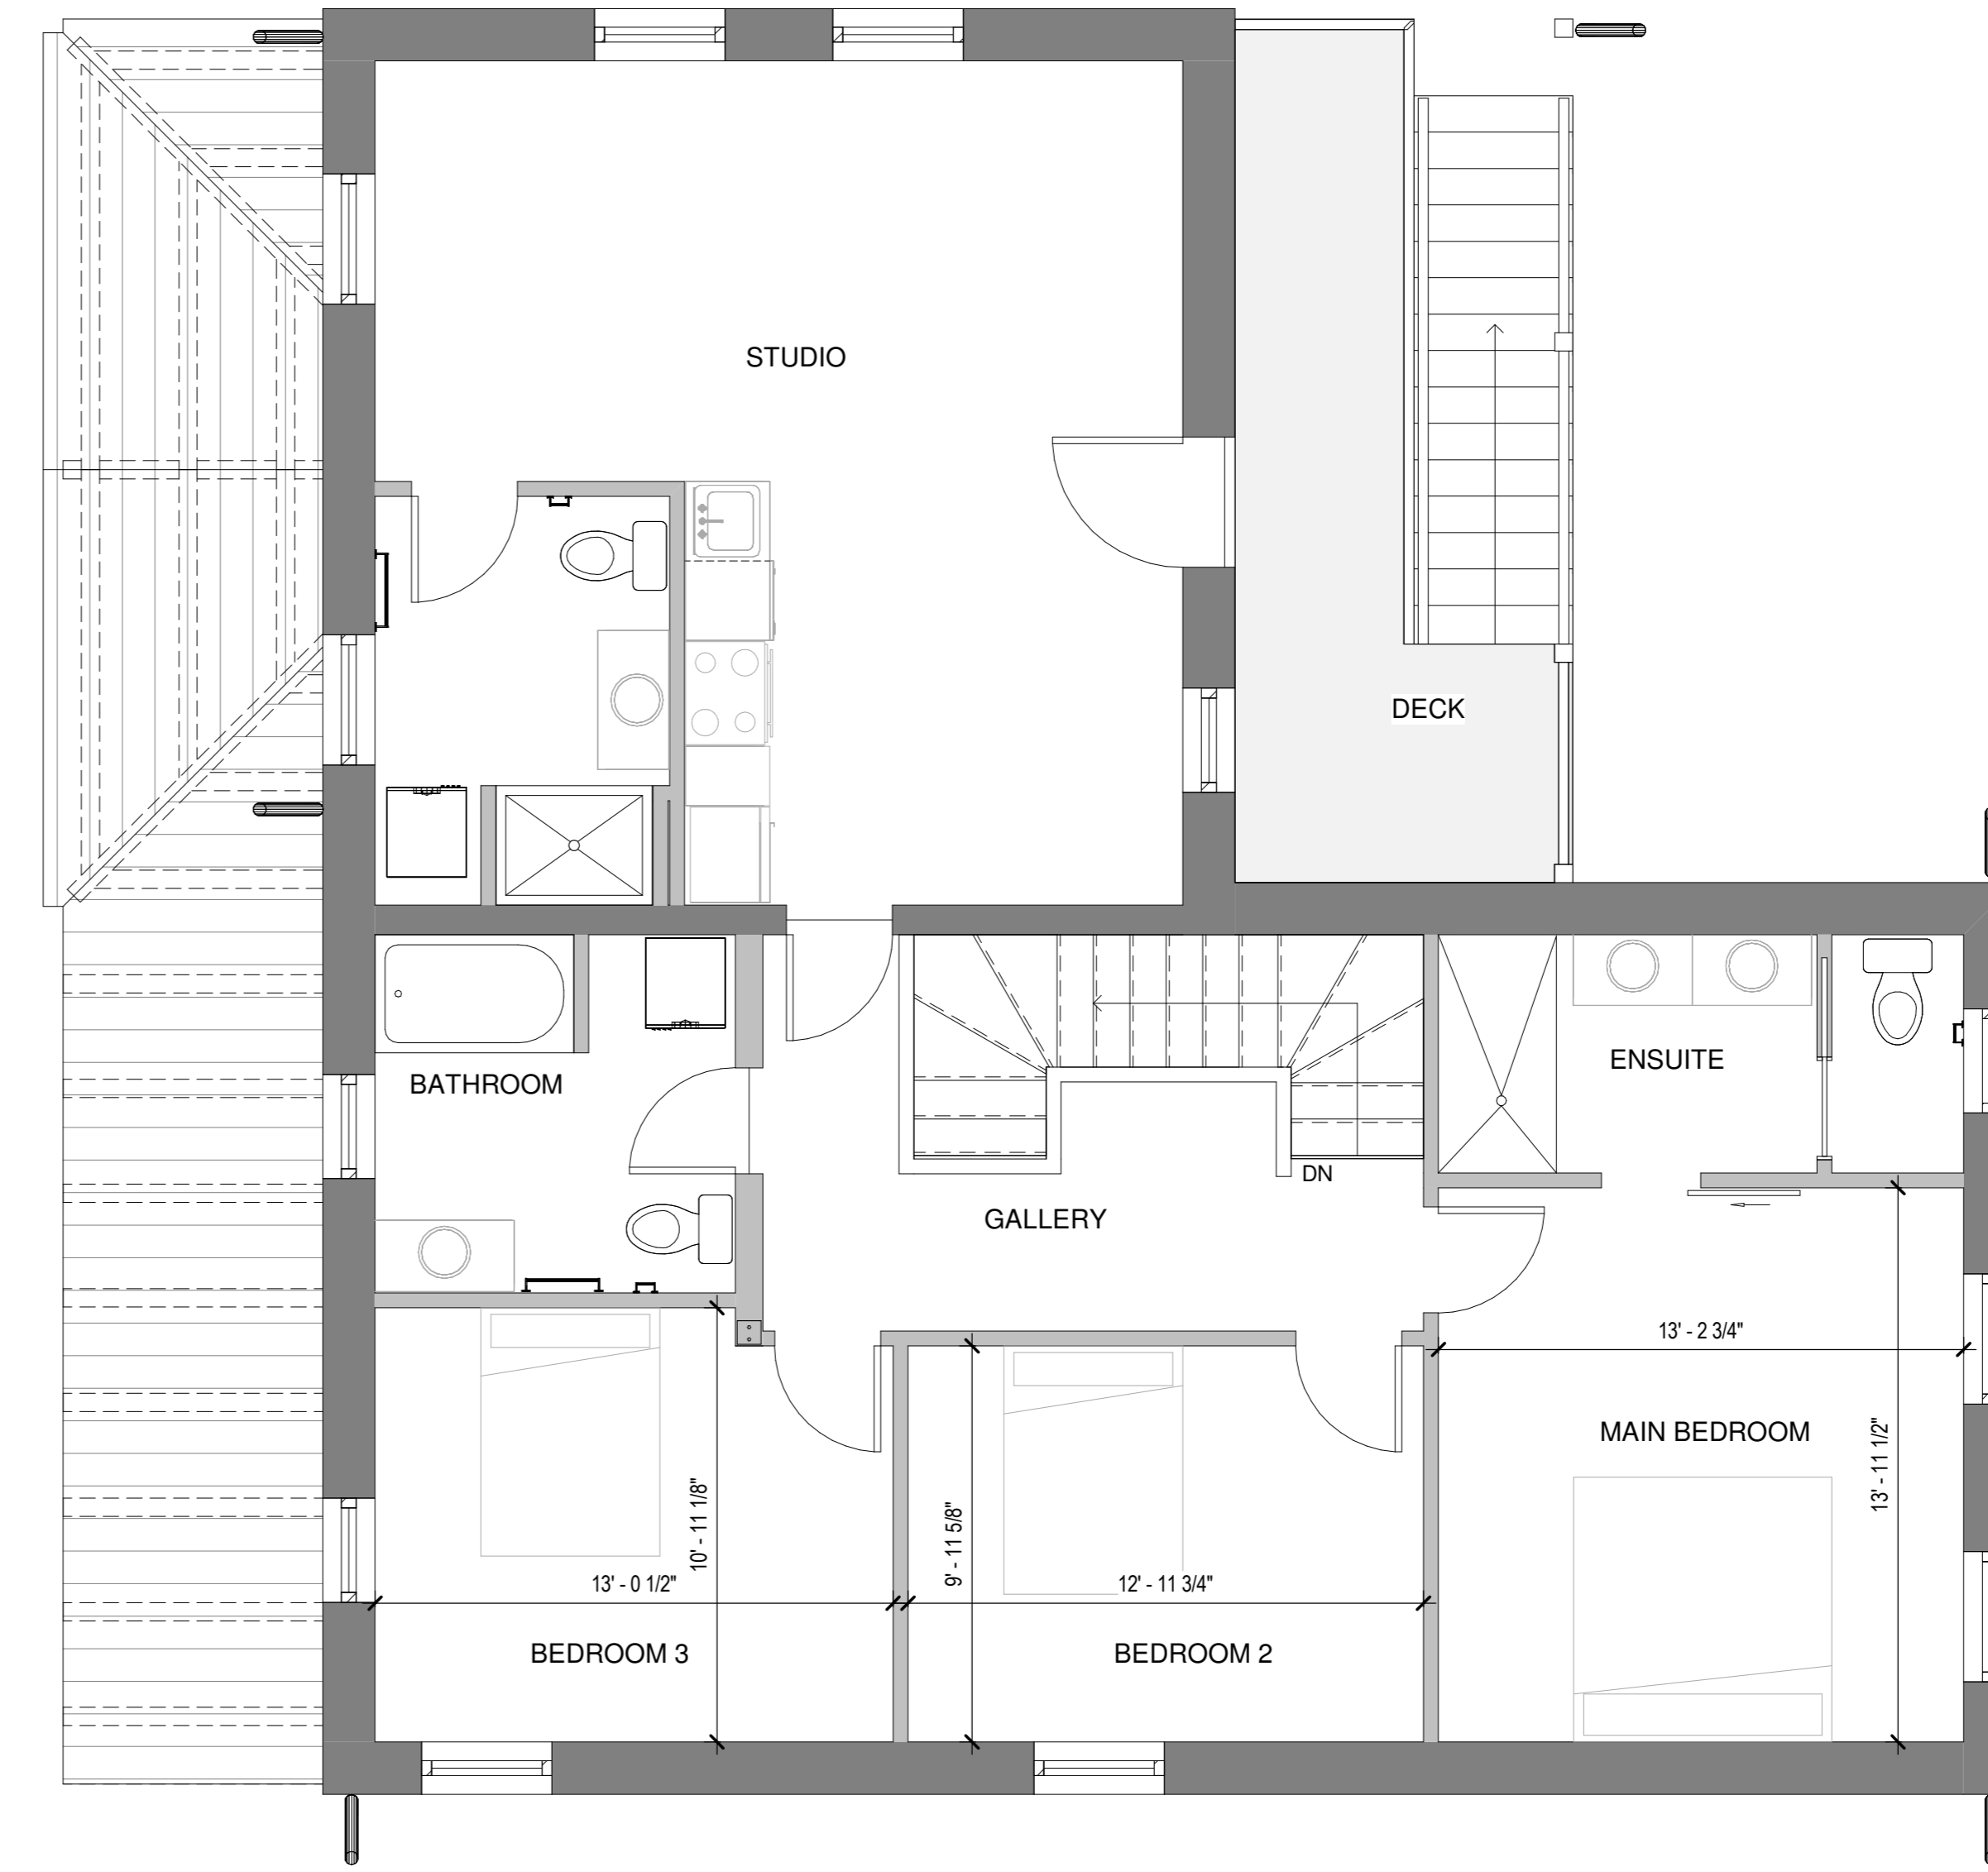 STUDIO
DECK
BATHROOM
ENSUITE
DN
GALLERY
13' - 2 3/4"
MAIN BEDROOM
13' - 11 1/2"
10' - 11 1/8"
9' - 11 5/8"
13' - 0 1/2"
12' - 11 3/4"
BEDROOM 3
BEDROOM 2